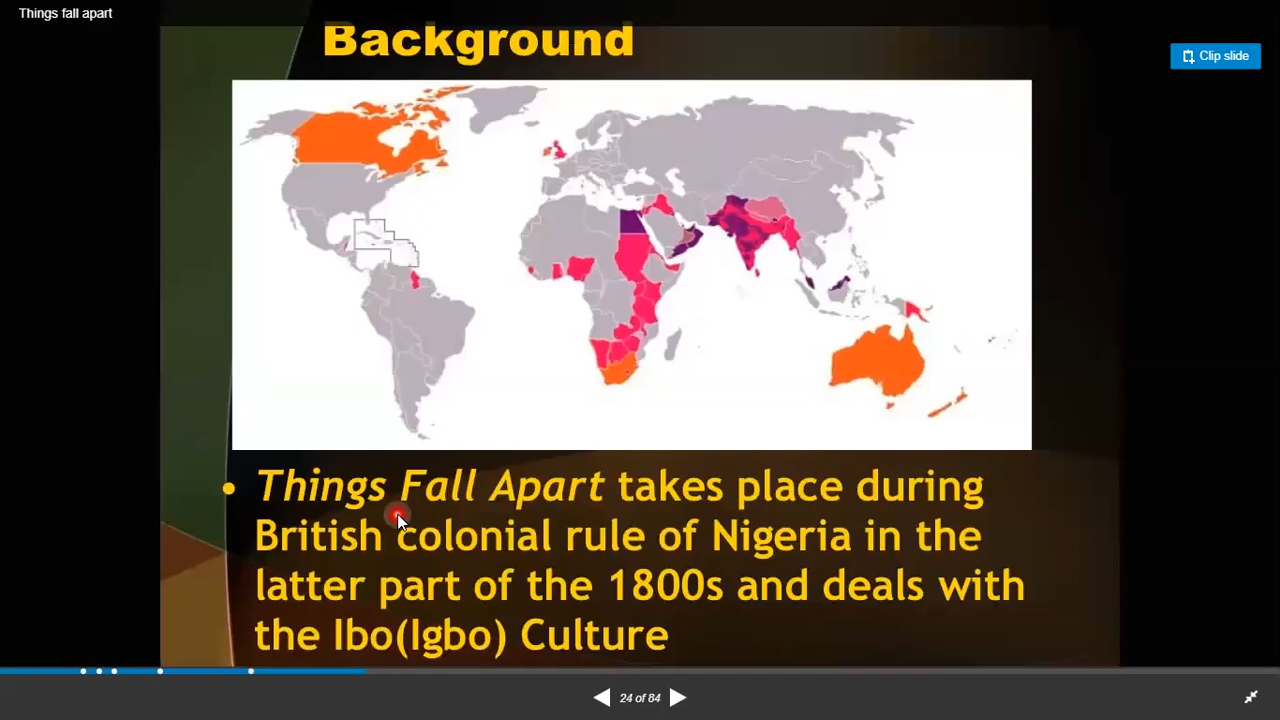 Things fall apart
Background
Clip slide
• Things Fall Apart takes place during
British colonial rule of Nigeria in the
latter part of the 1800s and deals with
the Ibo(Igbo) Culture
24 of 84